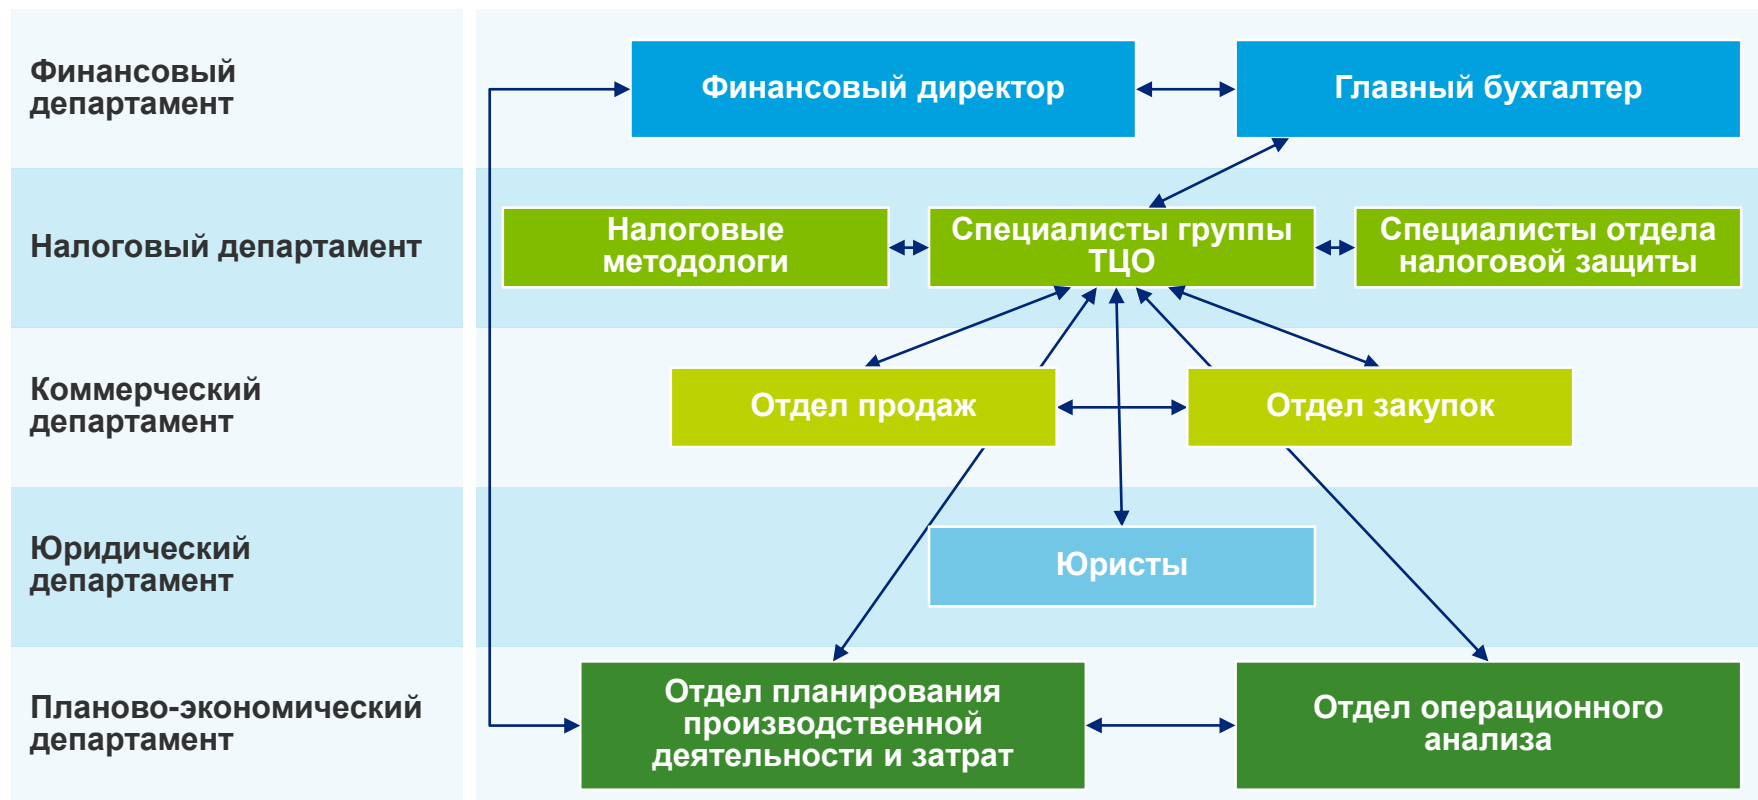 Финансовый
департамент
Финансовый директор
Главный бухгалтер
Налоговый департамент
Налоговые
методологи
Специалисты группы
ТЦО
Специалисты отдела
налоговой защиты
Коммерческий
департамент
Отдел продаж
Отдел закупок
Юридический
департамент
Юристы
Планово-экономический
департамент
Отдел планирования
производственной
деятельности и затрат
Отдел операционного
анализа